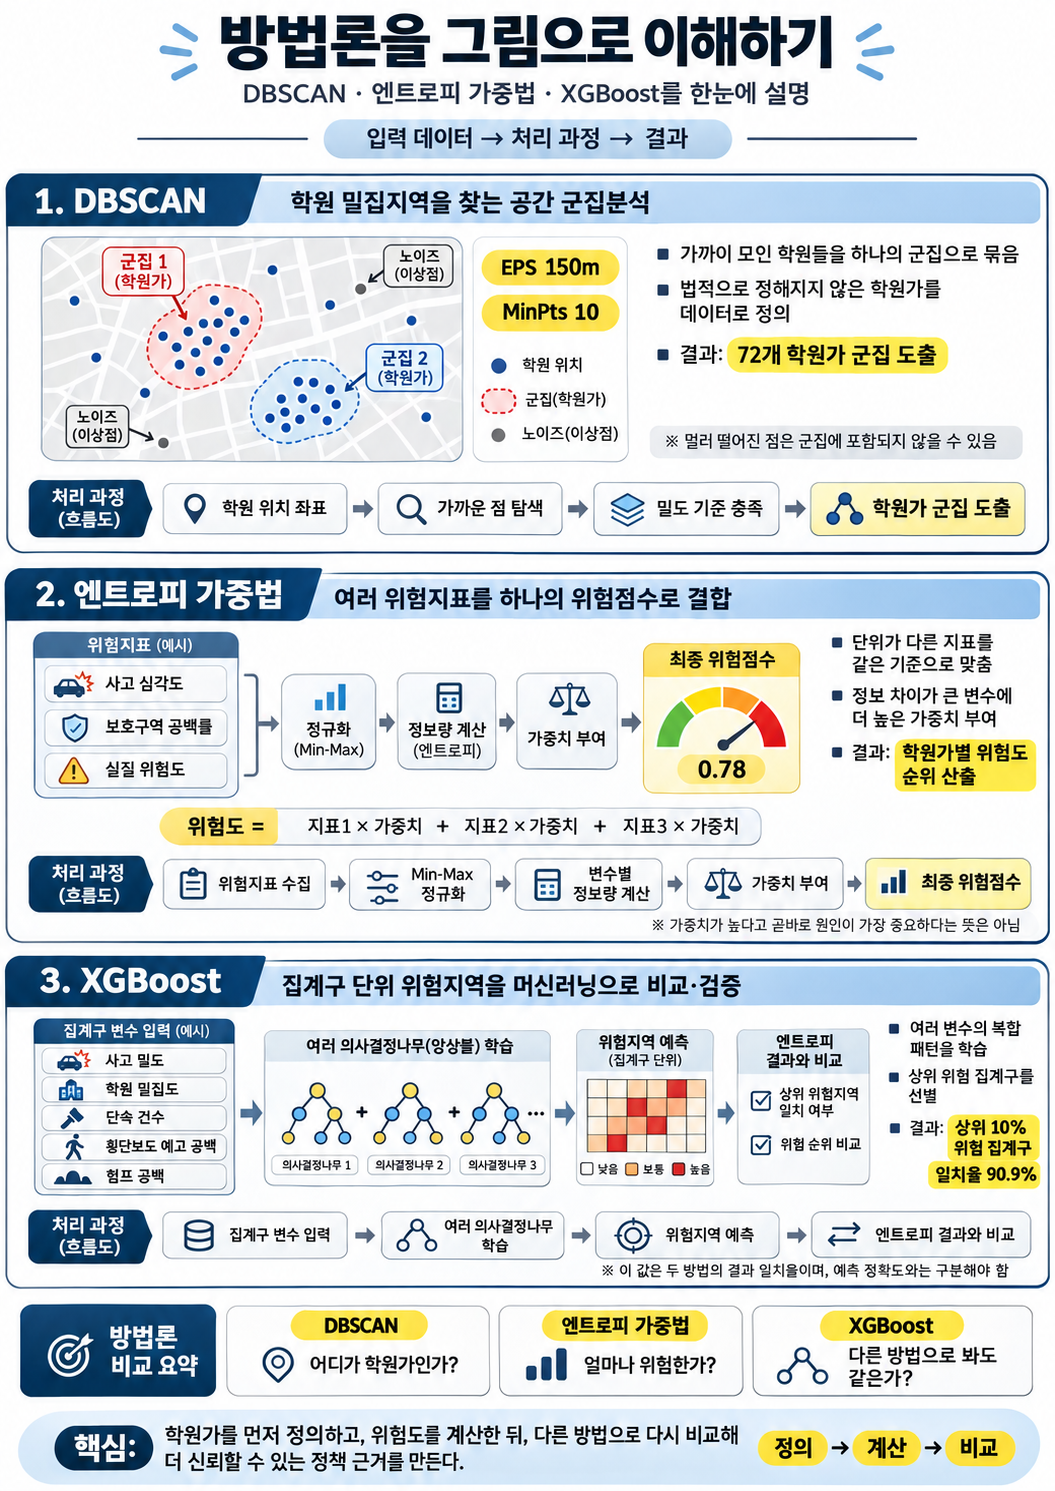 방법론을 그림으로 이해하기
DBSCAN · 엔트로피 가중법 · XGBoost를 한눈에 설명
입력 데이터 → 처리 과정 → 결과
1. DBSCAN
학원 밀집지역을 찾는 공간 군집분석
군집 1
(학원가)
노이즈
(이상점)
군집 2
(학원가)
노이즈
(이상점)
EPS 150m
MinPts 10
학원 위치
군집(학원가)
노이즈(이상점)
가까이 모인 학원들을 하나의 군집으로 묶음
법적으로 정해지지 않은 학원가를
데이터로 정의
결과: 72개 학원가 군집 도출
※ 멀러 떨어진 점은 군집에 포함되지 않을 수 있음
처리 과정
(흐름도)
학원 위치 좌표
가까운 점 탐색
밀도 기준 충족
학원가 군집 도출
2. 엔트로피 가중법
여러 위험지표를 하나의 위험점수로 결합
위험지표 (예시)
사고 심각도
보호구역 공백률
실질 위험도
정규화
(Min-Max)
정보량 계산
(엔트로피)
가중치 부여
최종 위험점수
0.78
단위가 다른 지표를
같은 기준으로 맞춤
정보 차이가 큰 변수에
더 높은 가중치 부여
결과: 학원가별 위험도
순위 산출
위험도 = 지표1 × 가중치 + 지표2 × 가중치 + 지표3 × 가중치
처리 과정
(흐름도)
위험지표 수집
Min-Max
정규화
변수별
정보량 계산
가중치 부여
최종 위험점수
※ 가중치가 높다고 곧바로 원인이 가장 중요하다는 뜻은 아님
3. XGBoost
집계구 단위 위험지역을 머신러닝으로 비교·검증
집계구 변수 입력 (예시)
사고 밀도
학원 밀집도
단속 건수
횡단보도 예고 공백
험프 공백
여러 의사결정나무(앙상블) 학습
+ + ...
의사결정나무 1
의사결정나무 2
의사결정나무 3
위험지역 예측
(집계구 단위)
낮음 보통 높음
엔트로피
결과와 비교
상위 위험지역
일치 여부
위험 순위 비교
여러 변수의 복합
패턴을 학습
상위 위험 집계구를
선별
결과: 상위 10%
위험 집계구
일치율 90.9%
처리 과정
(흐름도)
집계구 변수 입력
여러 의사결정나무
학습
위험지역 예측
엔트로피 결과와 비교
※ 이 값은 두 방법의 결과 일치율이며, 예측 정확도와는 구분해야 함
방법론
비교 요약
DBSCAN
어디가 학원가인가?
엔트로피 가중법
얼마나 위험한가?
XGBoost
다른 방법으로 봐도
같은가?
핵심:
학원가를 먼저 정의하고, 위험도를 계산한 뒤, 다른 방법으로 다시 비교해
더 신뢰할 수 있는 정책 근거를 만든다.
정의 → 계산 → 비교